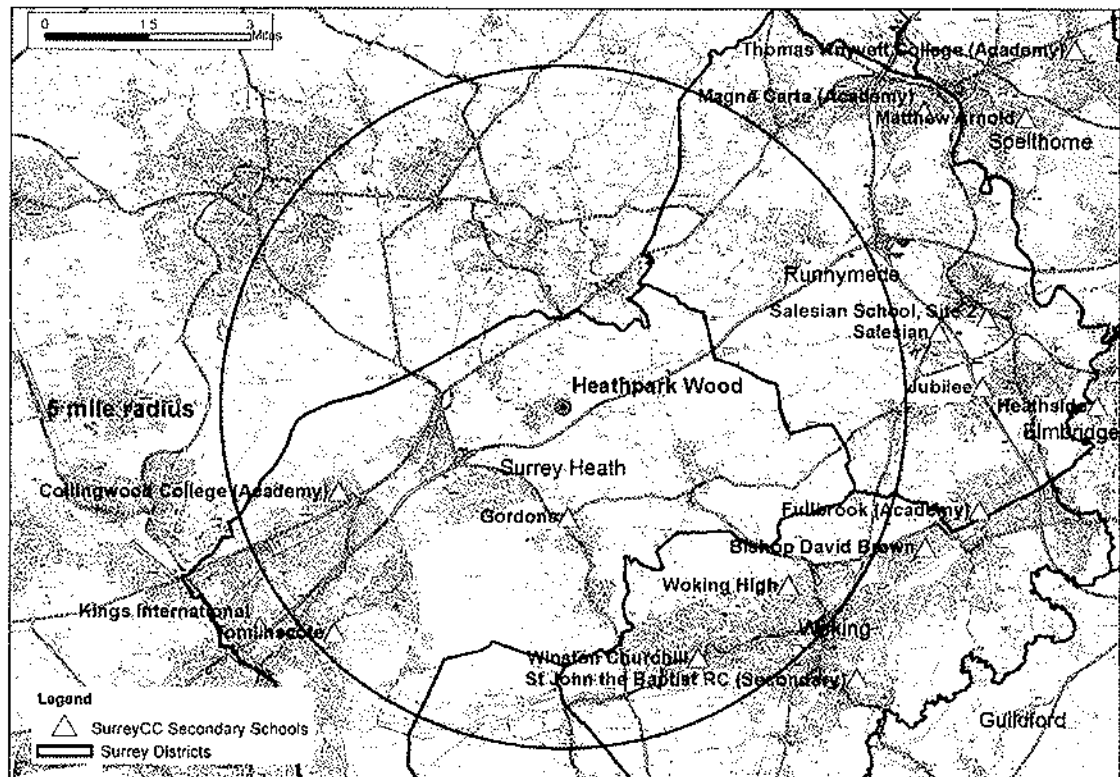 0 1.5 3
Miles
Thomas Knyvett College (Academy)
Magna Carta (Academy)
Matthew Arnold
Spelthorne
Runnymede
Salesian School, Site 2
Salesian
Heathpark Wood
Jubilee
Heathside
5 mile radius
Elmbridge
Surrey Heath
Collingwood College (Academy)
Gordons
Fullbrook (Academy)
Bishop David Brown
Woking High
Kings International
Tomlinscote
Woking
Winston Churchill
St John the Baptist RC (Secondary)
Legend
SurreyCC Secondary Schools
Surrey Districts
Guildford